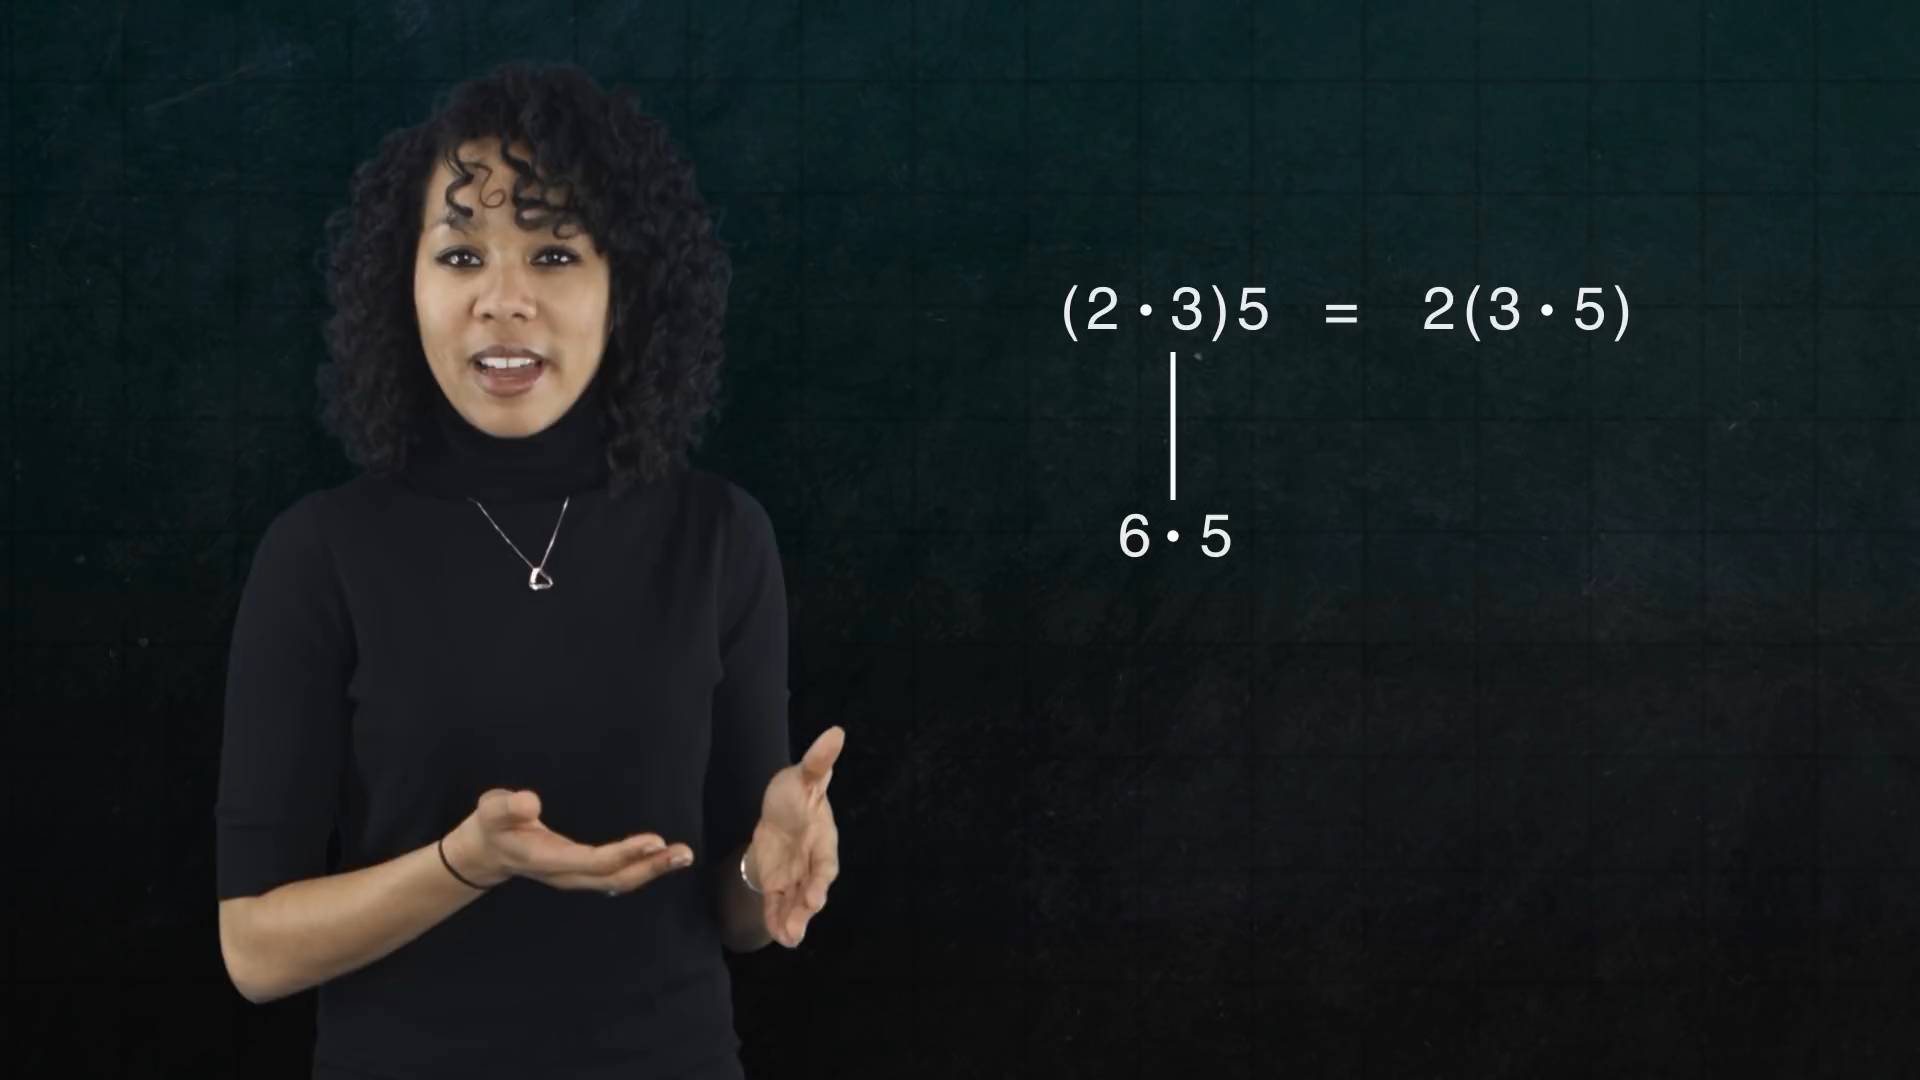 (2 · 3)5 = 2(3 · 5)
6 · 5